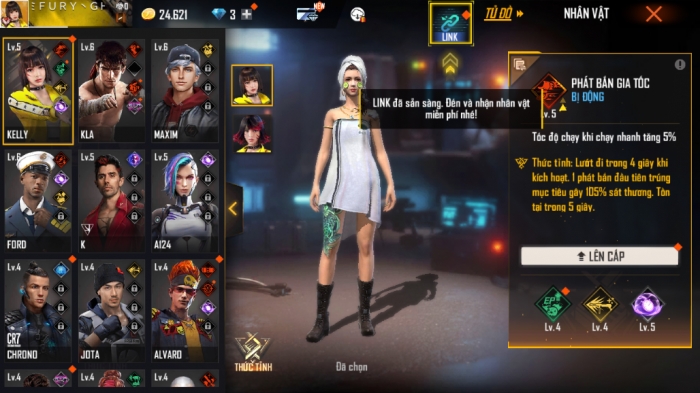 EFURY
24.621
3
NEW
LINK
TỦ ĐỒ
NHÂN VẬT
Lv.5
KELLY
Lv.6
KLA
Lv.6
MAXIM
Lv.6
FORD
Lv.5
K
Lv.5
A124
Lv.4
CR7
CHRONO
Lv.4
JOTA
Lv.4
ALVARO
Lv.4
Lv.4
Lv.4
LINK đã sẵn sàng. Đến và nhận nhân vật
miễn phí nhé!
THỨC TỈNH
Đã chọn
PHÁT BẮN GIA TỐC
BỊ ĐỘNG
Lv.5
Tốc độ chạy khi chạy nhanh tăng 5%
Thức tỉnh: Lướt đi trong 4 giây khi
kích hoạt. 1 phát bắn đầu tiên trúng
mục tiêu gây 105% sát thương. Tồn
tại trong 5 giây.
LÊN CẤP
Lv.4
Lv.4
Lv.5